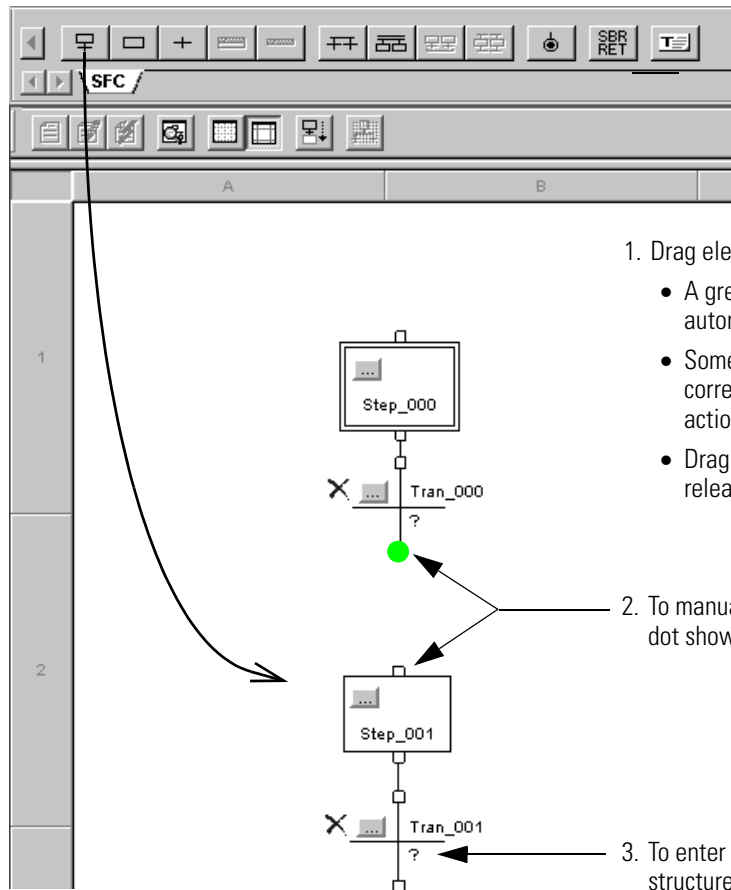 SBR
RET
SFC
A B
1
Step_000
Tran_000
?
1. Drag ele
• A gre
autor
• Some
corre
actio
• Drag
relea
2. To manua
dot show
2
Step_001
Tran_001
?
3. To enter
structure